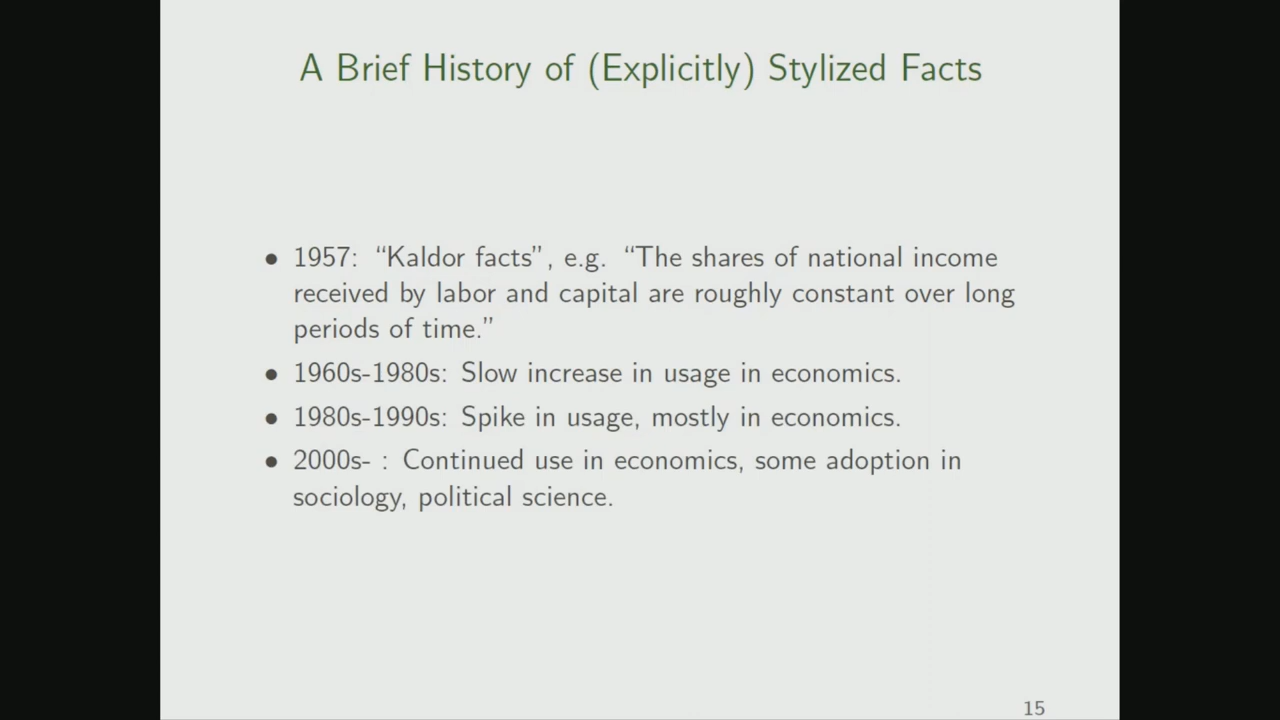 A Brief History of (Explicitly) Stylized Facts
• 1957: “Kaldor facts”, e.g. “The shares of national income
received by labor and capital are roughly constant over long
periods of time.”
• 1960s-1980s: Slow increase in usage in economics.
• 1980s-1990s: Spike in usage, mostly in economics.
• 2000s- : Continued use in economics, some adoption in
sociology, political science.
15